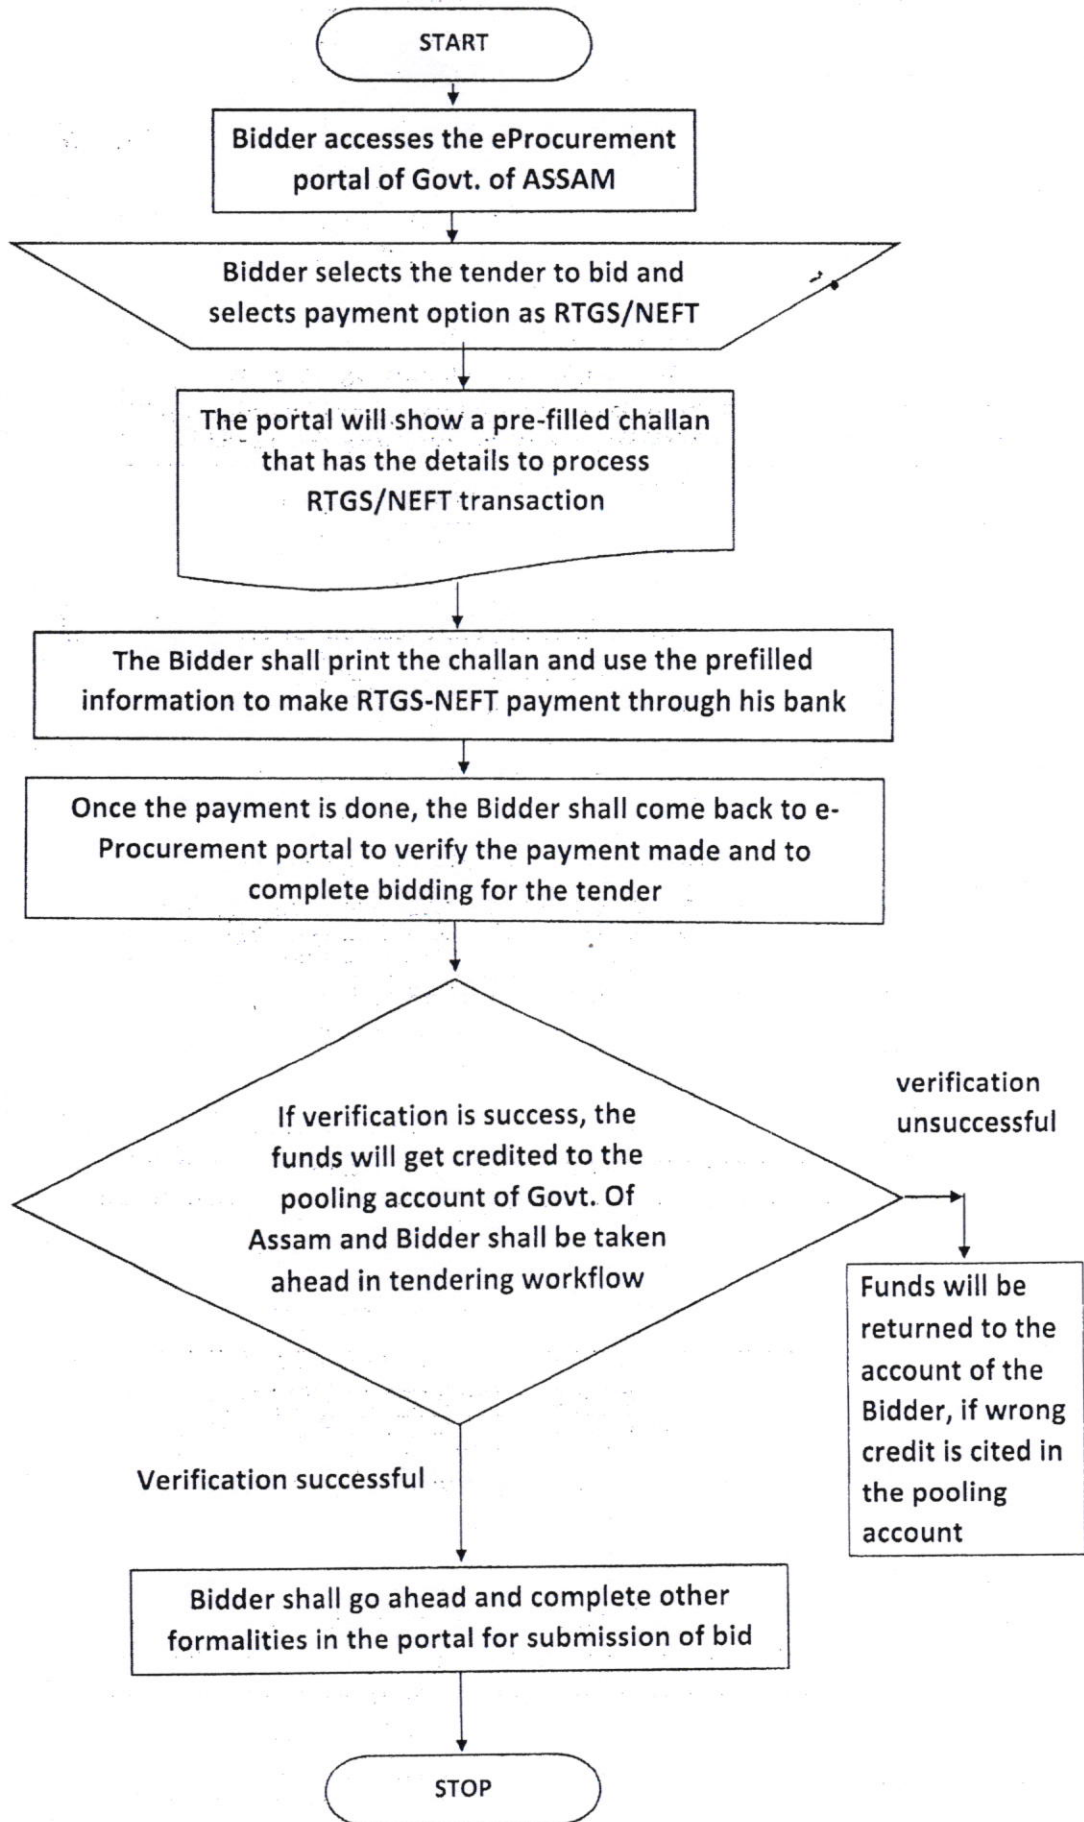 START
Bidder accesses the eProcurement
portal of Govt. of ASSAM
Bidder selects the tender to bid and
selects payment option as RTGS/NEFT
The portal will show a pre-filled challan
that has the details to process
RTGS/NEFT transaction
The Bidder shall print the challan and use the prefilled
information to make RTGS-NEFT payment through his bank
Once the payment is done, the Bidder shall come back to e-
Procurement portal to verify the payment made and to
complete bidding for the tender
If verification is success, the
funds will get credited to the
pooling account of Govt. Of
Assam and Bidder shall be taken
ahead in tendering workflow
verification
unsuccessful
Funds will be
returned to the
account of the
Bidder, if wrong
credit is cited in
the pooling
account
Verification successful
Bidder shall go ahead and complete other
formalities in the portal for submission of bid
STOP